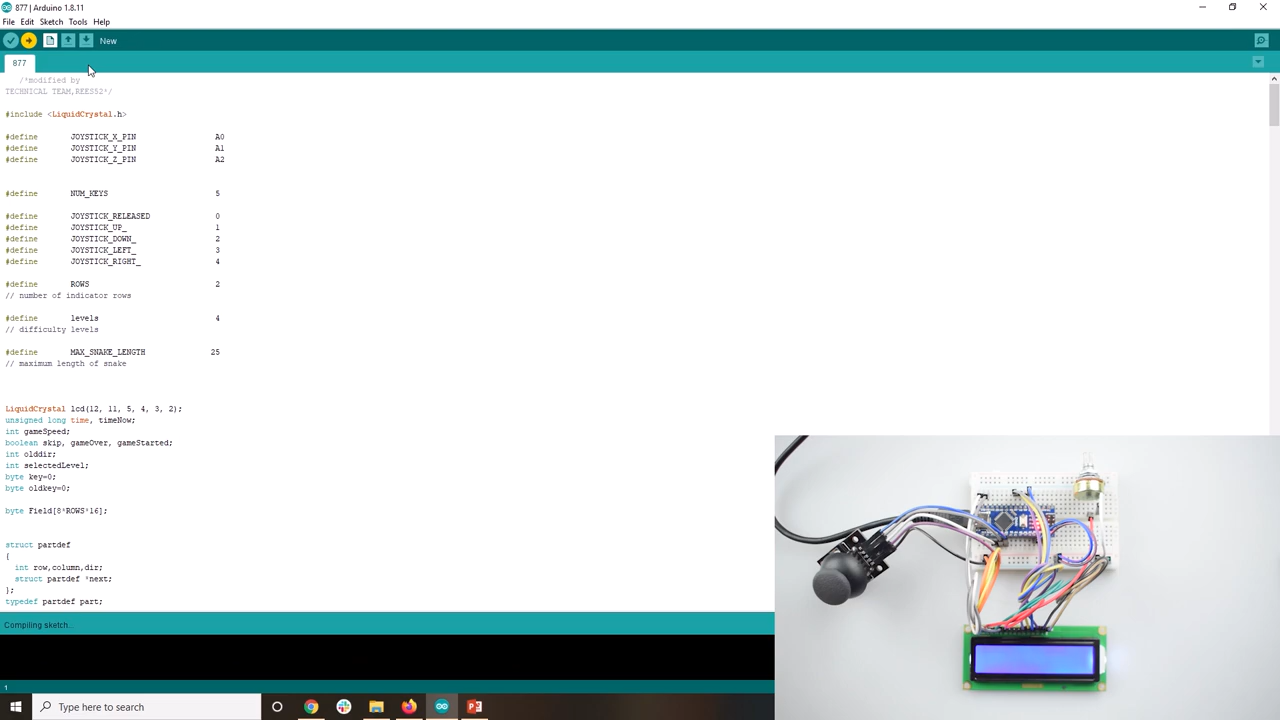 877 | Arduino 1.8.11
File Edit Sketch Tools Help
New
877
/*modified by
TECHNICAL TEAM,REES52*/
#include <LiquidCrystal.h>
#define JOYSTICK_X_PIN A0
#define JOYSTICK_Y_PIN A1
#define JOYSTICK_Z_PIN A2
#define NUM_KEYS 5
#define JOYSTICK_RELEASED 0
#define JOYSTICK_UP_ 1
#define JOYSTICK_DOWN_ 2
#define JOYSTICK_LEFT_ 3
#define JOYSTICK_RIGHT_ 4
#define ROWS 2
// number of indicator rows
#define levels 4
// difficulty levels
#define MAX_SNAKE_LENGTH 25
// maximum length of snake
LiquidCrystal lcd(12, 11, 5, 4, 3, 2);
unsigned long time, timeNow;
int gameSpeed;
boolean skip, gameOver, gameStarted;
int olddir;
int selectedLevel;
byte key=0;
byte oldkey=0;
byte Field[8*ROWS*16];
struct partdef
{
int row,column,dir;
struct partdef *next;
};
typedef partdef part;
Compiling sketch...
1
Type here to search